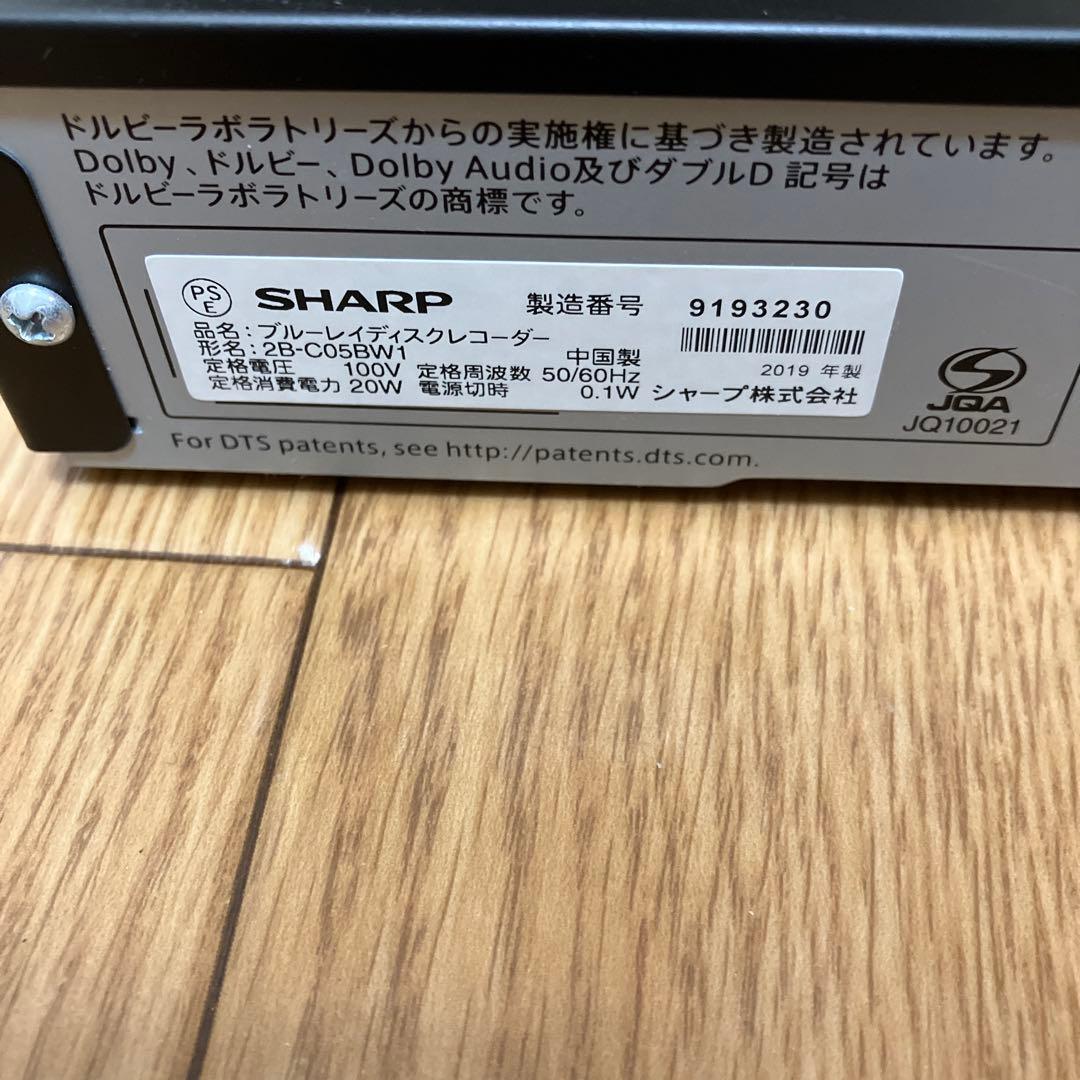 ドルビーラボラトリーズからの実施権に基づき製造されています。
Dolby、ドルビー、Dolby Audio及びダブルD 記号は
ドルビーラボラトリーズの商標です。
PS E SHARP 製造番号 9193230
品名:ブルーレイディスクレコーダー
形名:2B-C05BW1 中国製
定格電圧 100V 定格周波数 50/60Hz 2019 年製
定格消費電力 20W 電源切時 0.1W シャープ株式会社
JQA
JQ10021
For DTS patents, see http://patents.dts.com.